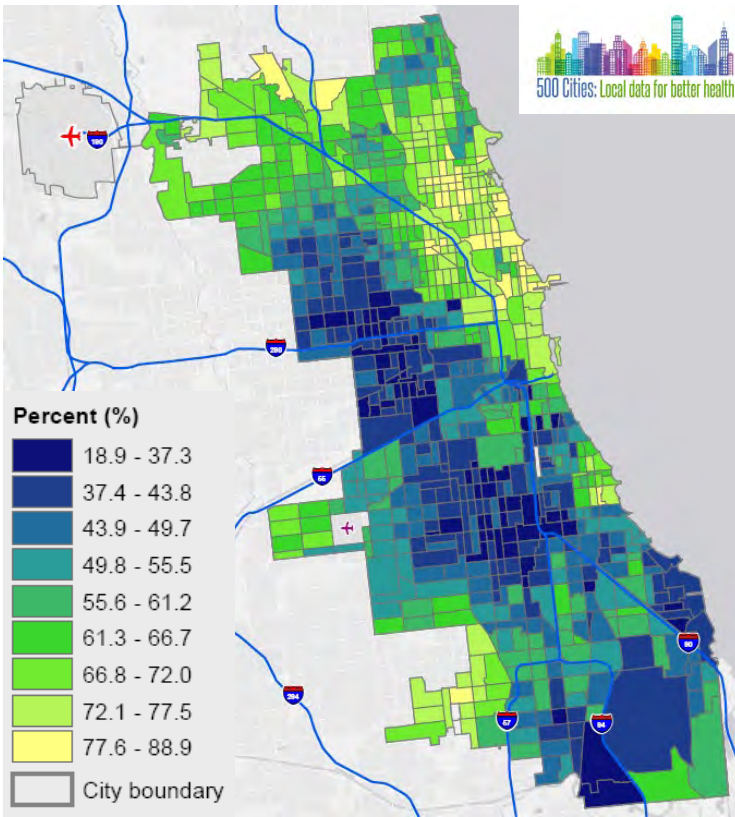 500 Cities: Local data for better health
190
290
55
90
294
57
94
Percent (%)
18.9 - 37.3
37.4 - 43.8
43.9 - 49.7
49.8 - 55.5
55.6 - 61.2
61.3 - 66.7
66.8 - 72.0
72.1 - 77.5
77.6 - 88.9
City boundary